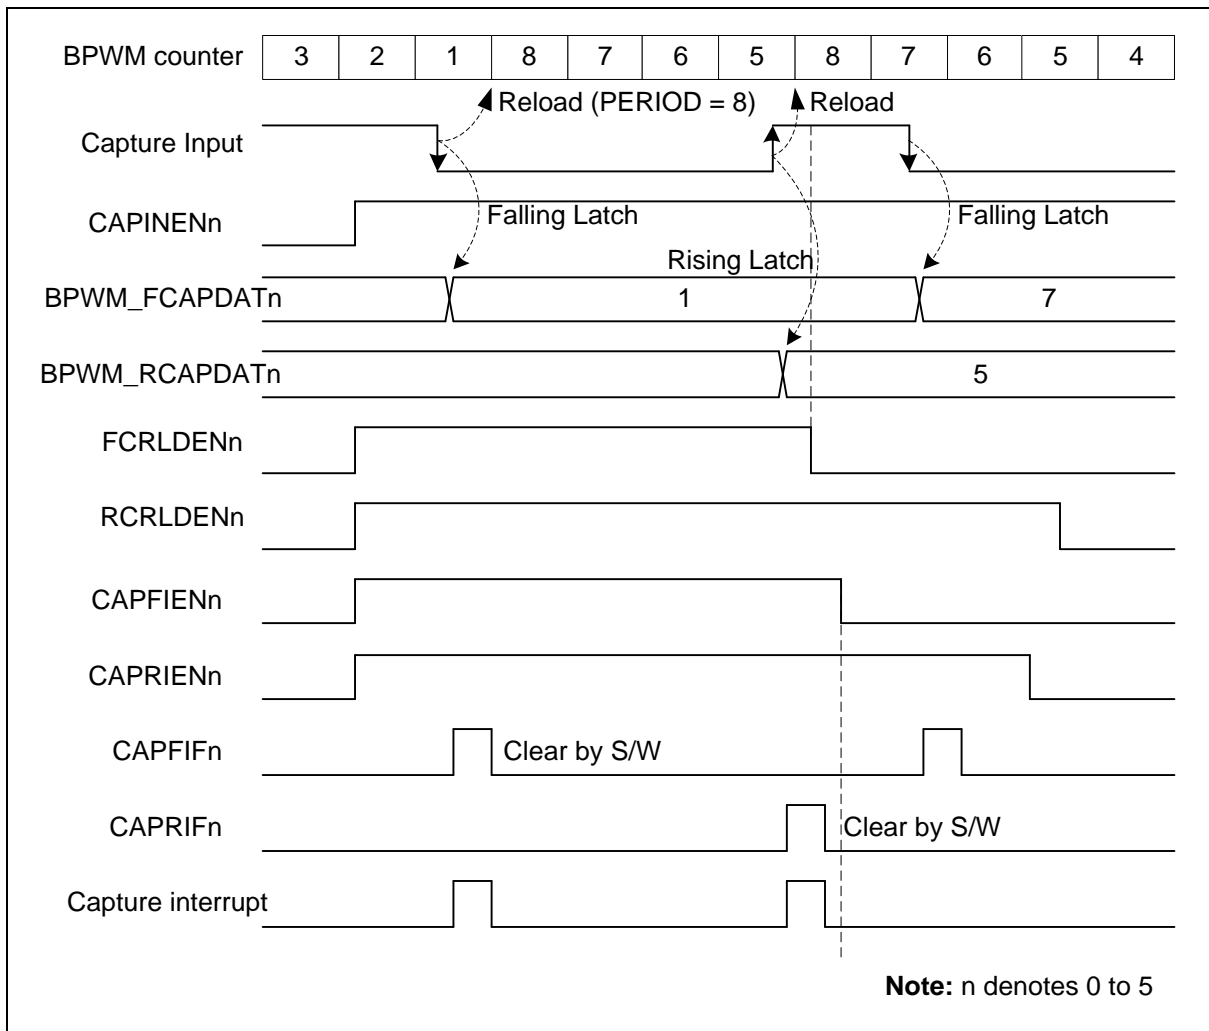 BPWM counter 3 2 1 8 7 6 5 8 7 6 5 4
Reload (PERIOD = 8) Reload
Capture Input
CAPINENn Falling Latch Falling Latch
Rising Latch
BPWM_FCAPDATn 1 7
BPWM_RCAPDATn 5
FCRLDENn
RCRLDENn
CAPFIENn
CAPRIENn
CAPFIFn Clear by S/W
CAPRIFn Clear by S/W
Capture interrupt
Note: n denotes 0 to 5